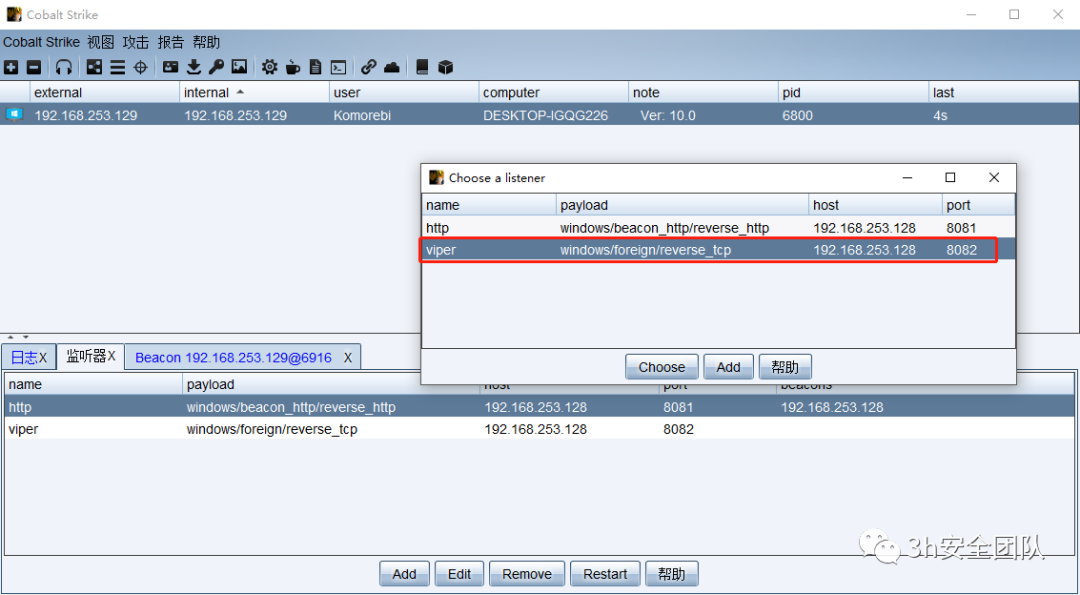 Cobalt Strike
Cobalt Strike 视图 攻击 报告 帮助
external internal user computer note pid last
192.168.253.129 192.168.253.129 Komorebi DESKTOP-IGQG226 Ver: 10.0 6800 4s
Choose a listener
name payload host port
http windows/beacon_http/reverse_http 192.168.253.128 8081
viper windows/foreign/reverse_tcp 192.168.253.128 8082
Choose Add 帮助
日志X 监听器X Beacon 192.168.253.129@6916 X
name payload host port beacons
http windows/beacon_http/reverse_http 192.168.253.128 8081 192.168.253.128
viper windows/foreign/reverse_tcp 192.168.253.128 8082
3h安全团队
Add Edit Remove Restart 帮助